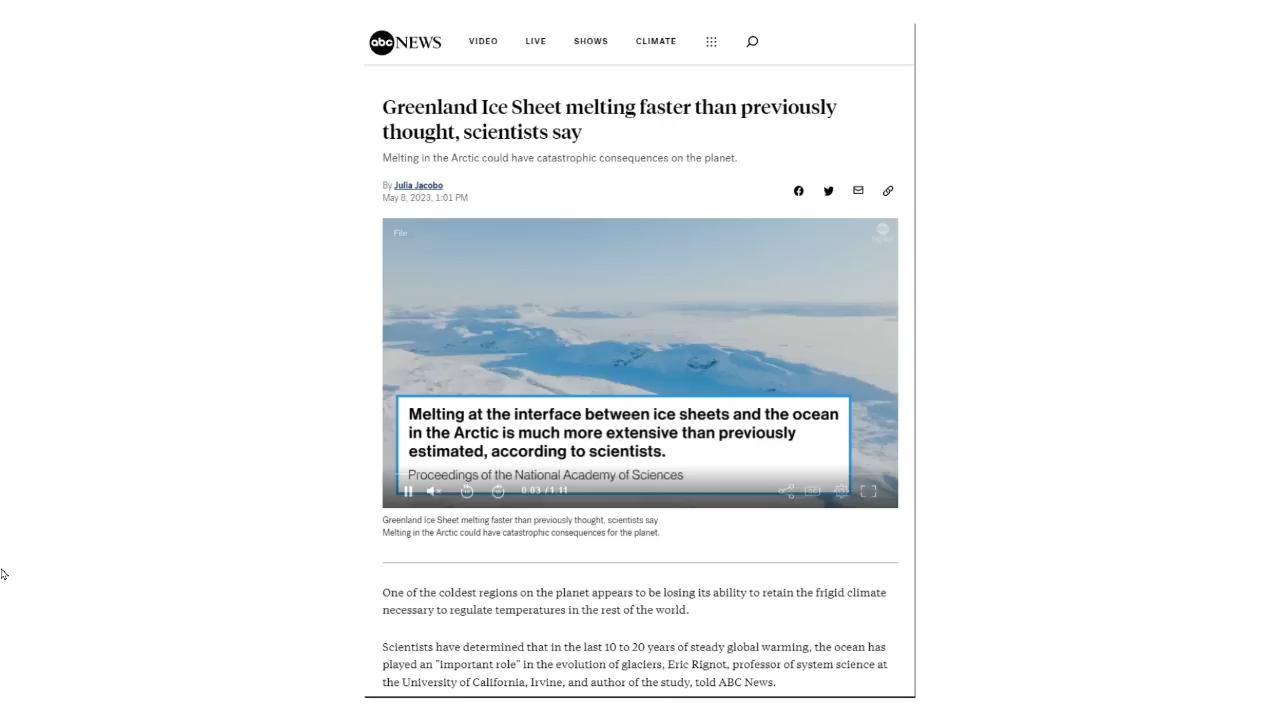 abc NEWS VIDEO LIVE SHOWS CLIMATE
Greenland Ice Sheet melting faster than previously
thought, scientists say
Melting in the Arctic could have catastrophic consequences on the planet.
By Julia Jacobo
May 8, 2023, 1:01 PM
File
Melting at the interface between ice sheets and the ocean
in the Arctic is much more extensive than previously
estimated, according to scientists.
Proceedings of the National Academy of Sciences
0:03 / 1:11
Greenland Ice Sheet melting faster than previously thought, scientists say
Melting in the Arctic could have catastrophic consequences for the planet.
One of the coldest regions on the planet appears to be losing its ability to retain the frigid climate
necessary to regulate temperatures in the rest of the world.
Scientists have determined that in the last 10 to 20 years of steady global warming, the ocean has
played an "important role" in the evolution of glaciers, Eric Rignot, professor of system science at
the University of California, Irvine, and author of the study, told ABC News.